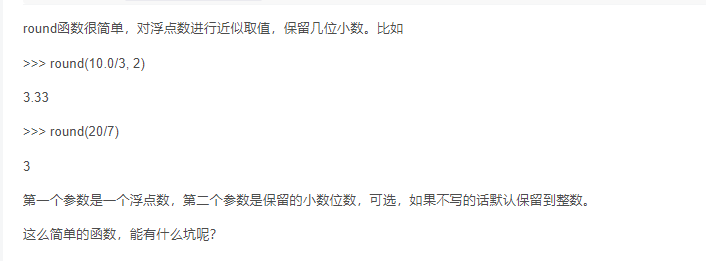 round函数很简单，对浮点数进行近似取值，保留几位小数。比如
>>> round(10.0/3, 2)
3.33
>>> round(20/7)
3
第一个参数是一个浮点数，第二个参数是保留的小数位数，可选，如果不写的话默认保留到整数。
这么简单的函数，能有什么坑呢？